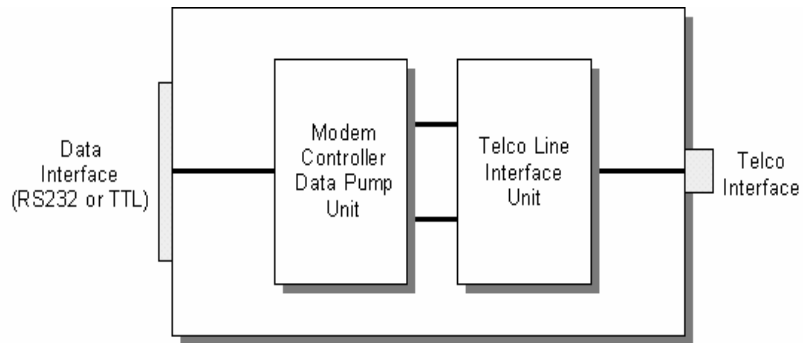 Data
Interface
(RS232 or TTL)
Modem
Controller
Data Pump
Unit
Telco Line
Interface
Unit
Telco
Interface